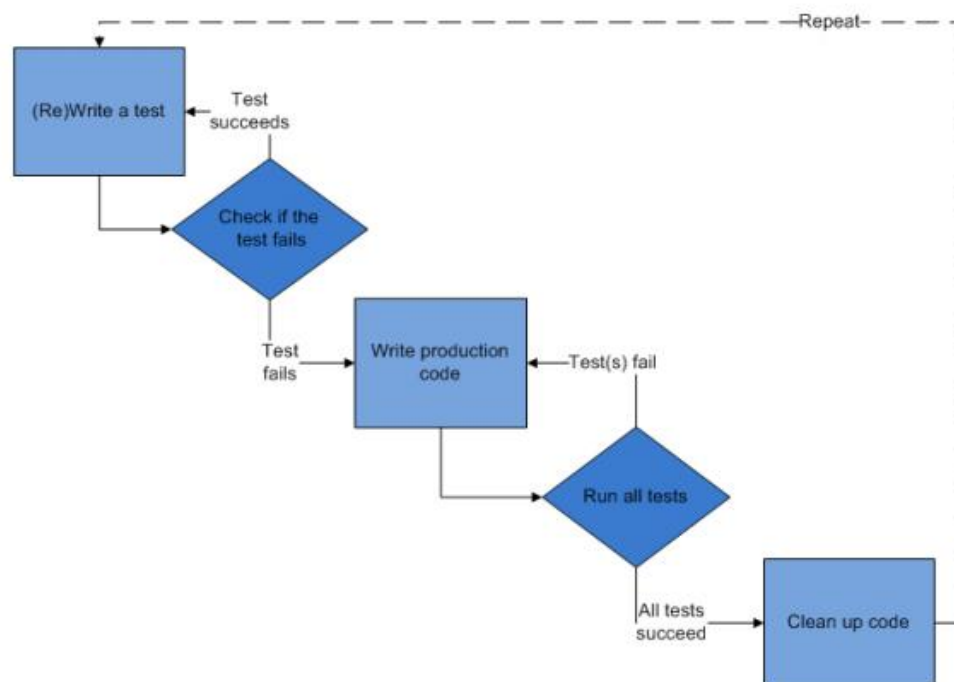 Repeat
(Re)Write a test
Test
succeeds
Check if the
test fails
Test
fails
Write production
code
Test(s) fail
Run all tests
All tests
succeed
Clean up code